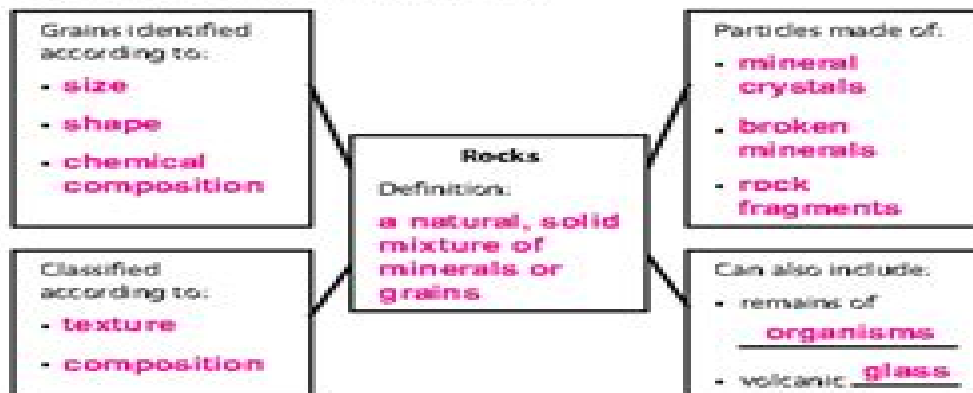 Grains identified
according to:
• size
• shape
• chemical
composition
Particles made of:
• mineral
crystals
• broken
minerals
• rock
fragments
Rocks
Definition:
a natural, solid
mixture of
minerals or
grains
Classified
according to:
• texture
• composition
Can also include:
• remains of
organisms
• volcanic glass